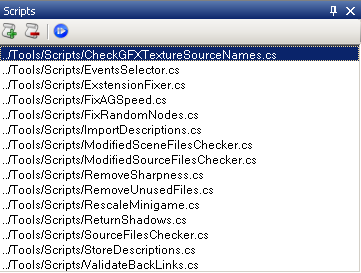 Scripts
../Tools/Scripts/CheckGFXTextureSourceNames.cs
../Tools/Scripts/EventsSelector.cs
../Tools/Scripts/ExstensionFixer.cs
../Tools/Scripts/FixAGSpeed.cs
../Tools/Scripts/FixRandomNodes.cs
../Tools/Scripts/ImportDescriptions.cs
../Tools/Scripts/ModifiedSceneFilesChecker.cs
../Tools/Scripts/ModifiedSourceFilesChecker.cs
../Tools/Scripts/RemoveSharpness.cs
../Tools/Scripts/RemoveUnusedFiles.cs
../Tools/Scripts/RescaleMinigame.cs
../Tools/Scripts/ReturnShadows.cs
../Tools/Scripts/SourceFilesChecker.cs
../Tools/Scripts/StoreDescriptions.cs
../Tools/Scripts/ValidateBackLinks.cs